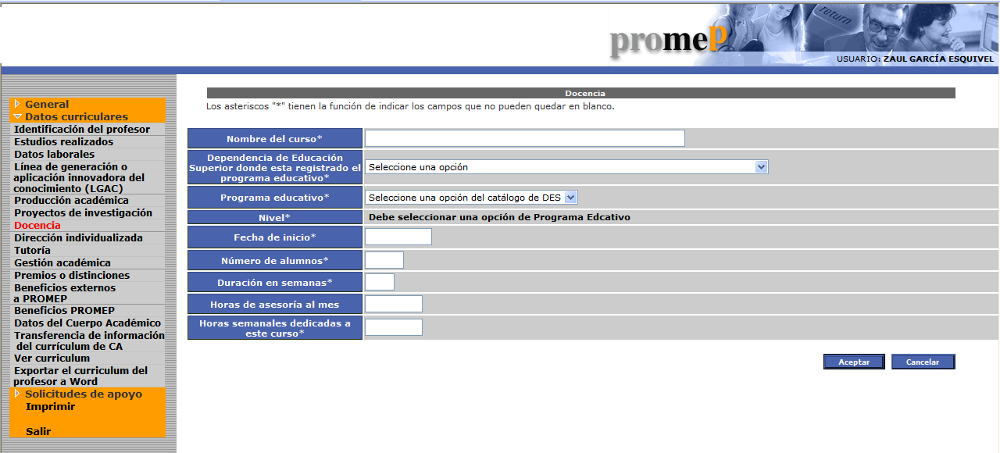 return
promep
USUARIO: ZAUL GARCÍA ESQUIVEL
General
Datos curriculares
Identificación del profesor
Estudios realizados
Datos laborales
Línea de generación o
aplicación innovadora del
conocimiento (LGAC)
Producción académica
Proyectos de investigación
Docencia
Dirección individualizada
Tutoría
Gestión académica
Premios o distinciones
Beneficios externos
a PROMEP
Beneficios PROMEP
Datos del Cuerpo Académico
Transferencia de información
del currículum de CA
Ver curriculum
Exportar el curriculum del
profesor a Word
Solicitudes de apoyo
Imprimir
Salir
Docencia
Los asteriscos "*" tienen la función de indicar los campos que no pueden quedar en blanco.
Nombre del curso*
Dependencia de Educación
Superior donde esta registrado el
programa educativo*
Seleccione una opción
Programa educativo*
Seleccione una opción del catálogo de DES
Nivel*
Debe seleccionar una opción de Programa Edcativo
Fecha de inicio*
Número de alumnos*
Duración en semanas*
Horas de asesoría al mes
Horas semanales dedicadas a
este curso*
Aceptar
Cancelar